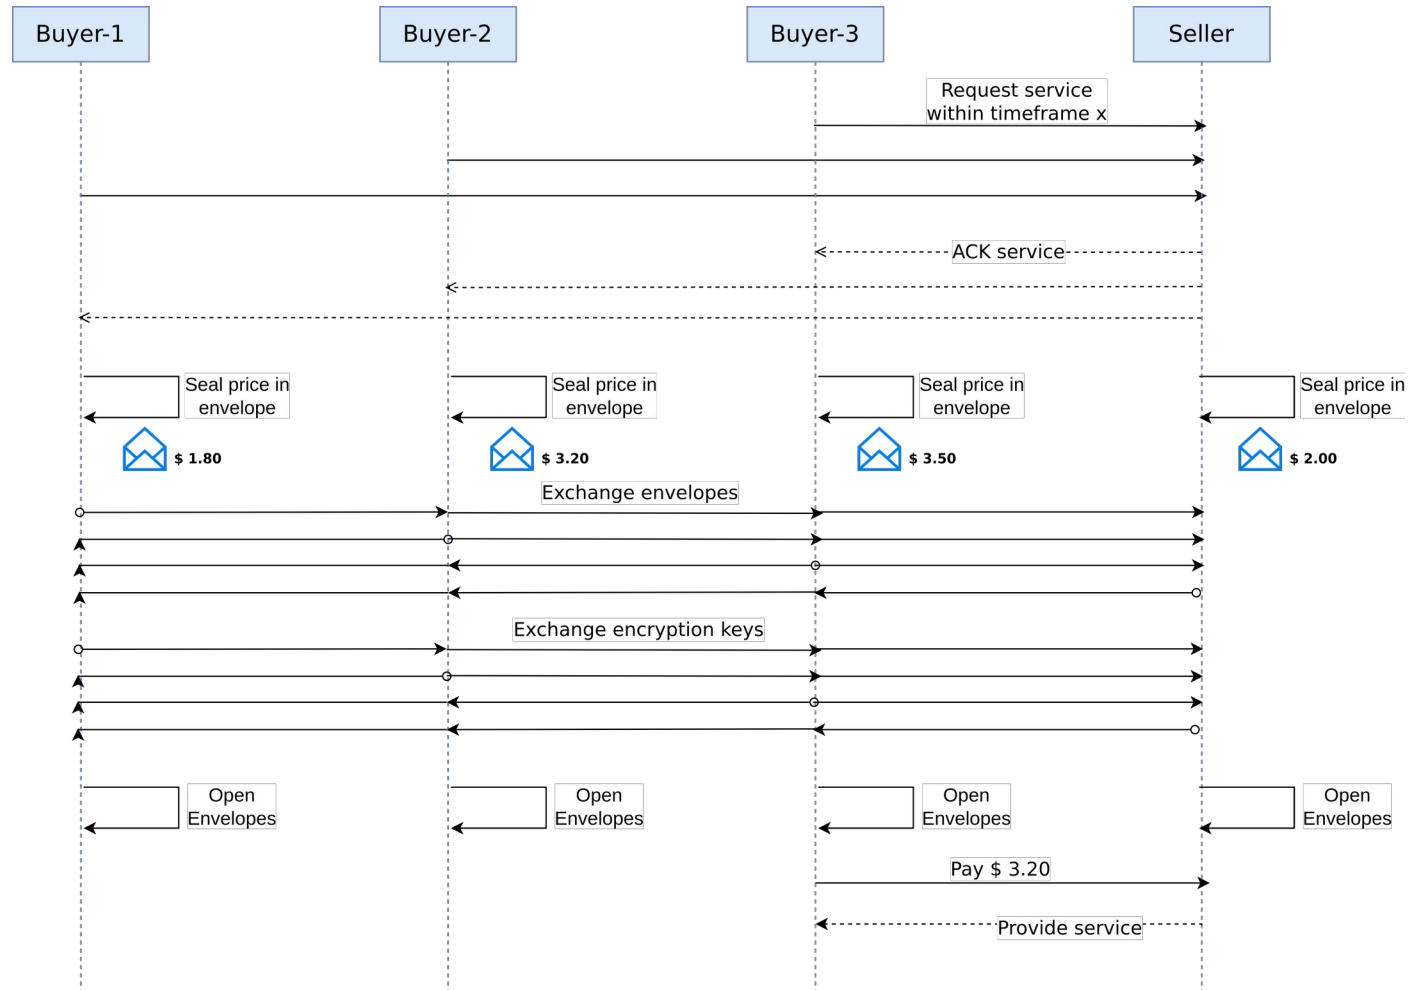 Buyer-1
Buyer-2
Buyer-3
Seller
Request service
within timeframe x
ACK service
Seal price in
envelope
Seal price in
envelope
Seal price in
envelope
Seal price in
envelope
$ 1.80
$ 3.20
$ 3.50
$ 2.00
Exchange envelopes
Exchange encryption keys
Open
Envelopes
Open
Envelopes
Open
Envelopes
Open
Envelopes
Pay $ 3.20
Provide service